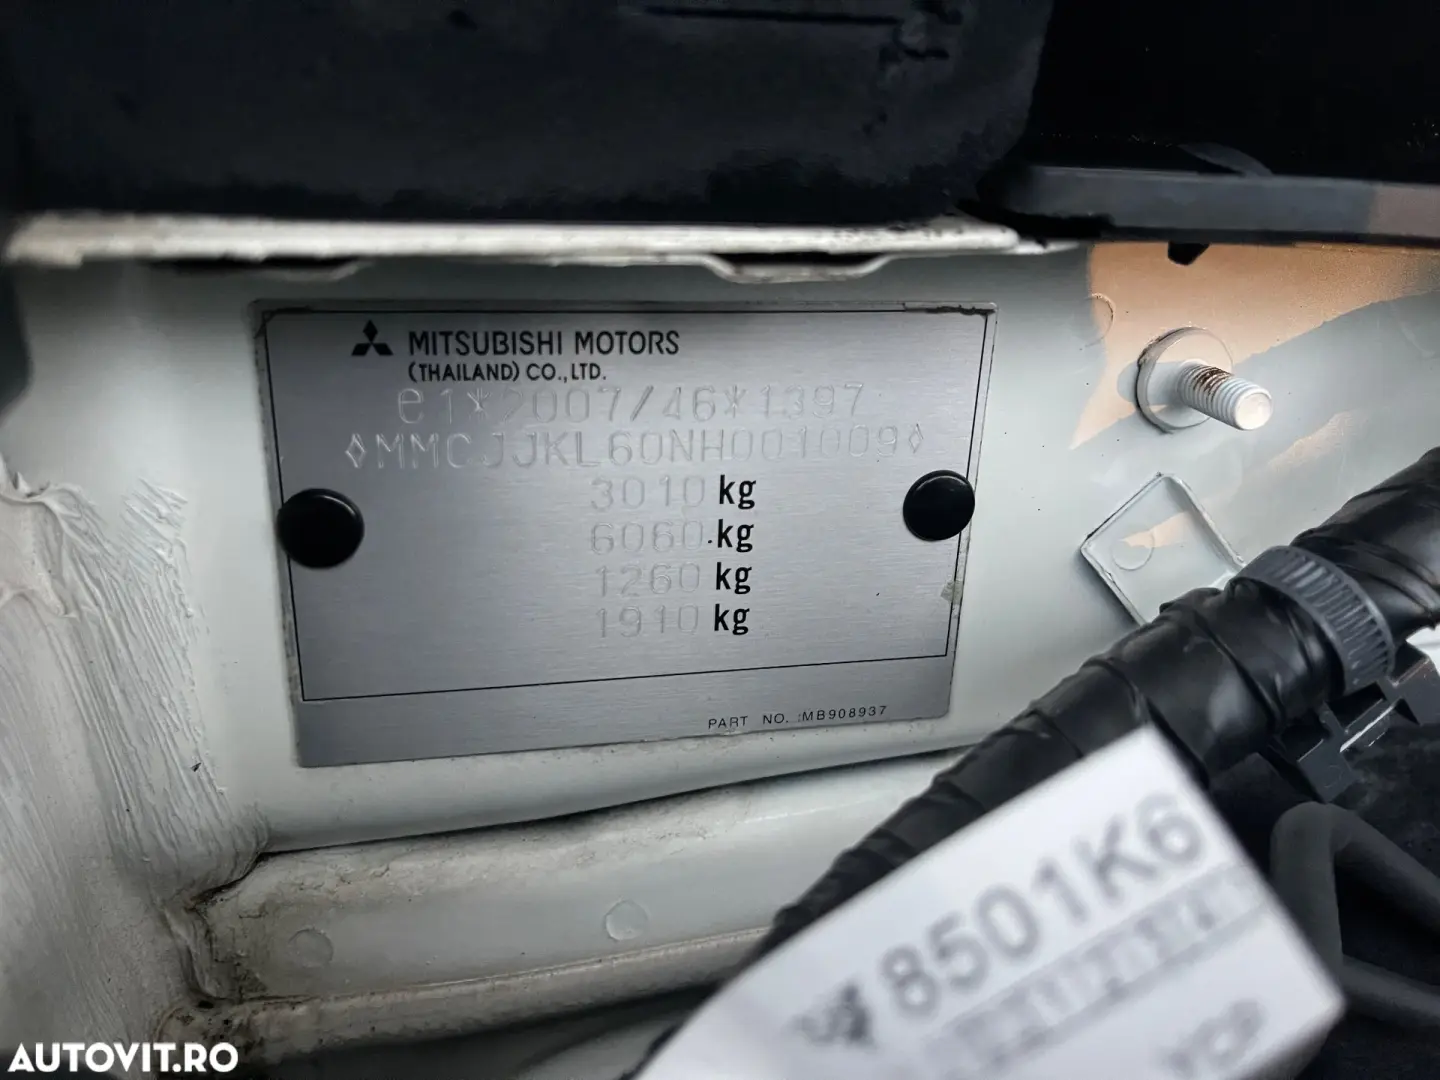 MITSUBISHI MOTORS
(THAILAND) CO.,LTD.
e1*2007/46*1397
◊MMCJJKL60NH001009◊
3010 kg
6060 kg
1260 kg
1910 kg
PART NO. :MB908937
8501K6
AUTOVIT.RO